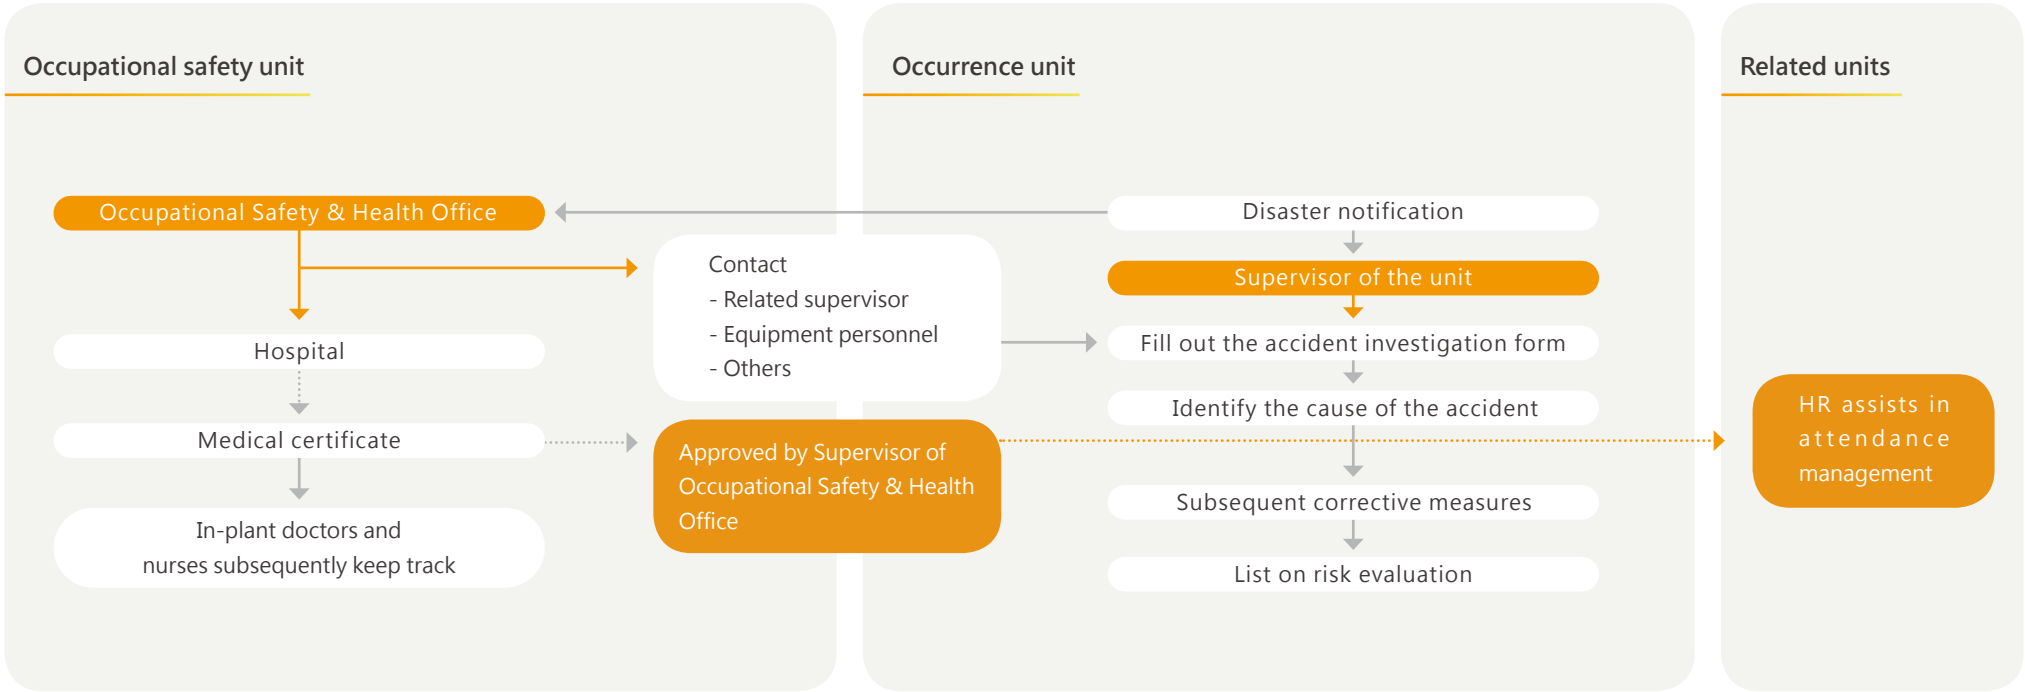 Occupational safety unit
Occurrence unit
Related units
Occupational Safety & Health Office
Hospital
Medical certificate
In-plant doctors and
nurses subsequently keep track
Contact
- Related supervisor
- Equipment personnel
- Others
Approved by Supervisor of
Occupational Safety & Health
Office
Disaster notification
Supervisor of the unit
Fill out the accident investigation form
Identify the cause of the accident
Subsequent corrective measures
List on risk evaluation
HR assists in
attendance
management